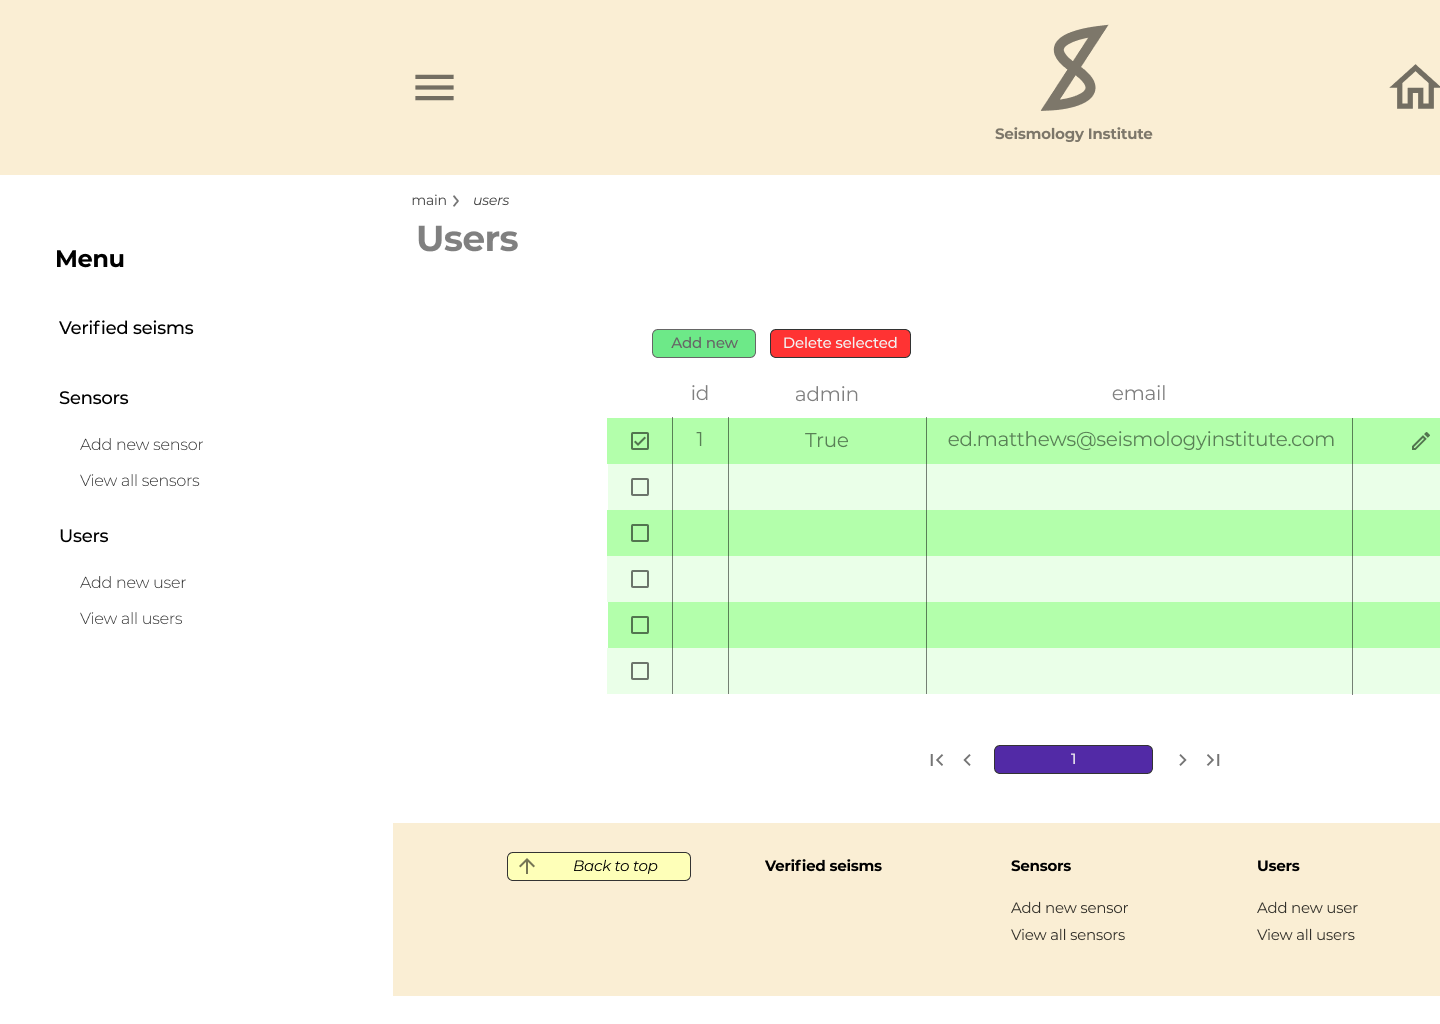 Seismology Institute
main
users
Users
Menu
Verified seisms
Sensors
Add new sensor
View all sensors
Users
Add new user
View all users
Add new
Delete selected
id
admin
email
1
True
ed.matthews@seismologyinstitute.com
1
Back to top
Verified seisms
Sensors
Users
Add new sensor
Add new user
View all sensors
View all users